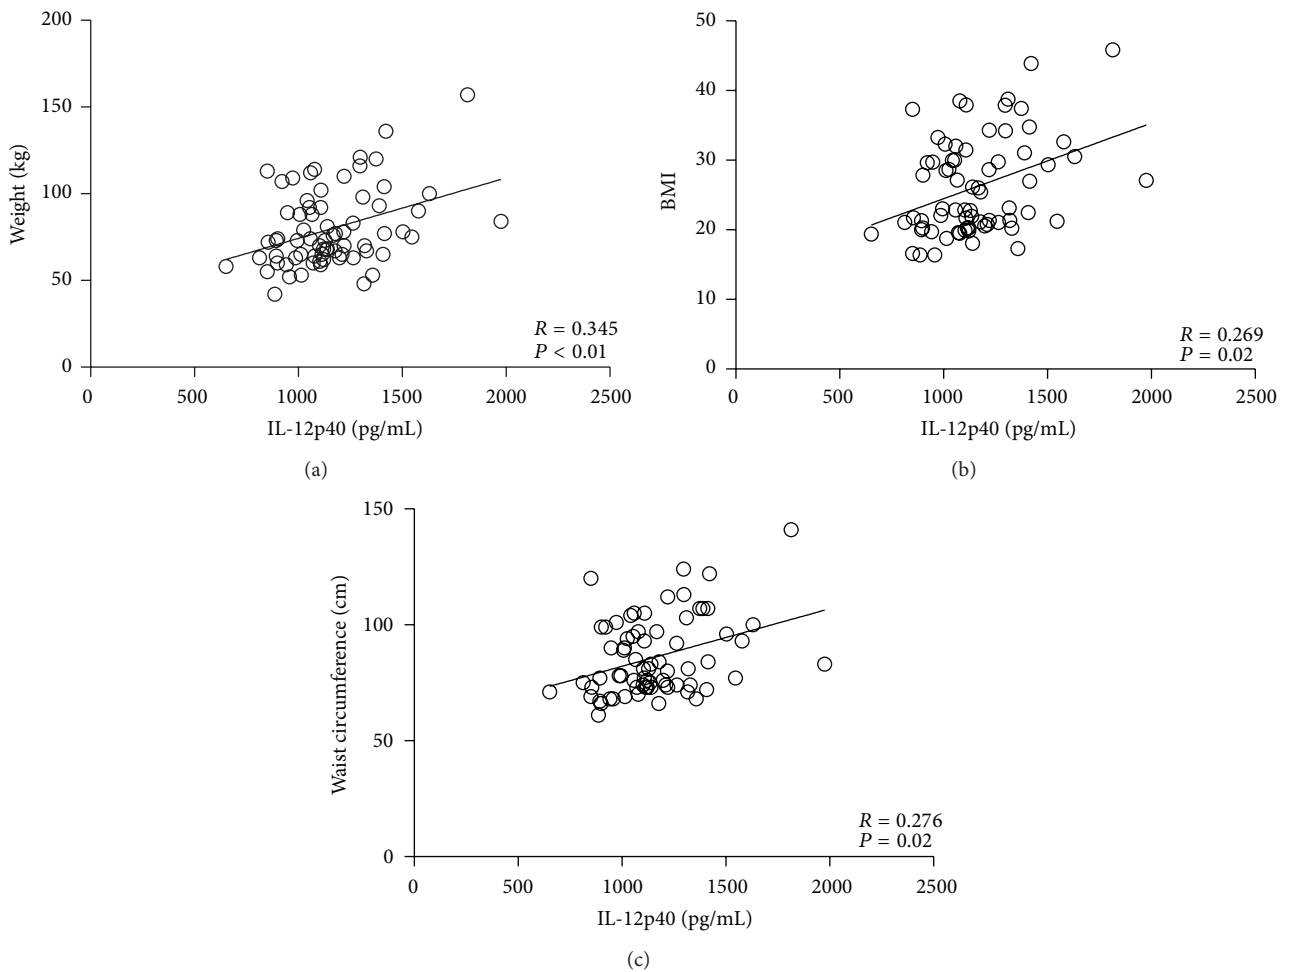 200
150
100
50
0
Weight (kg)
R = 0.345
P < 0.01
0 500 1000 1500 2000 2500
IL-12p40 (pg/mL)
(a)
50
40
30
20
10
0
BMI
R = 0.269
P = 0.02
0 500 1000 1500 2000 2500
IL-12p40 (pg/mL)
(b)
150
100
50
0
Waist circumference (cm)
R = 0.276
P = 0.02
0 500 1000 1500 2000 2500
IL-12p40 (pg/mL)
(c)